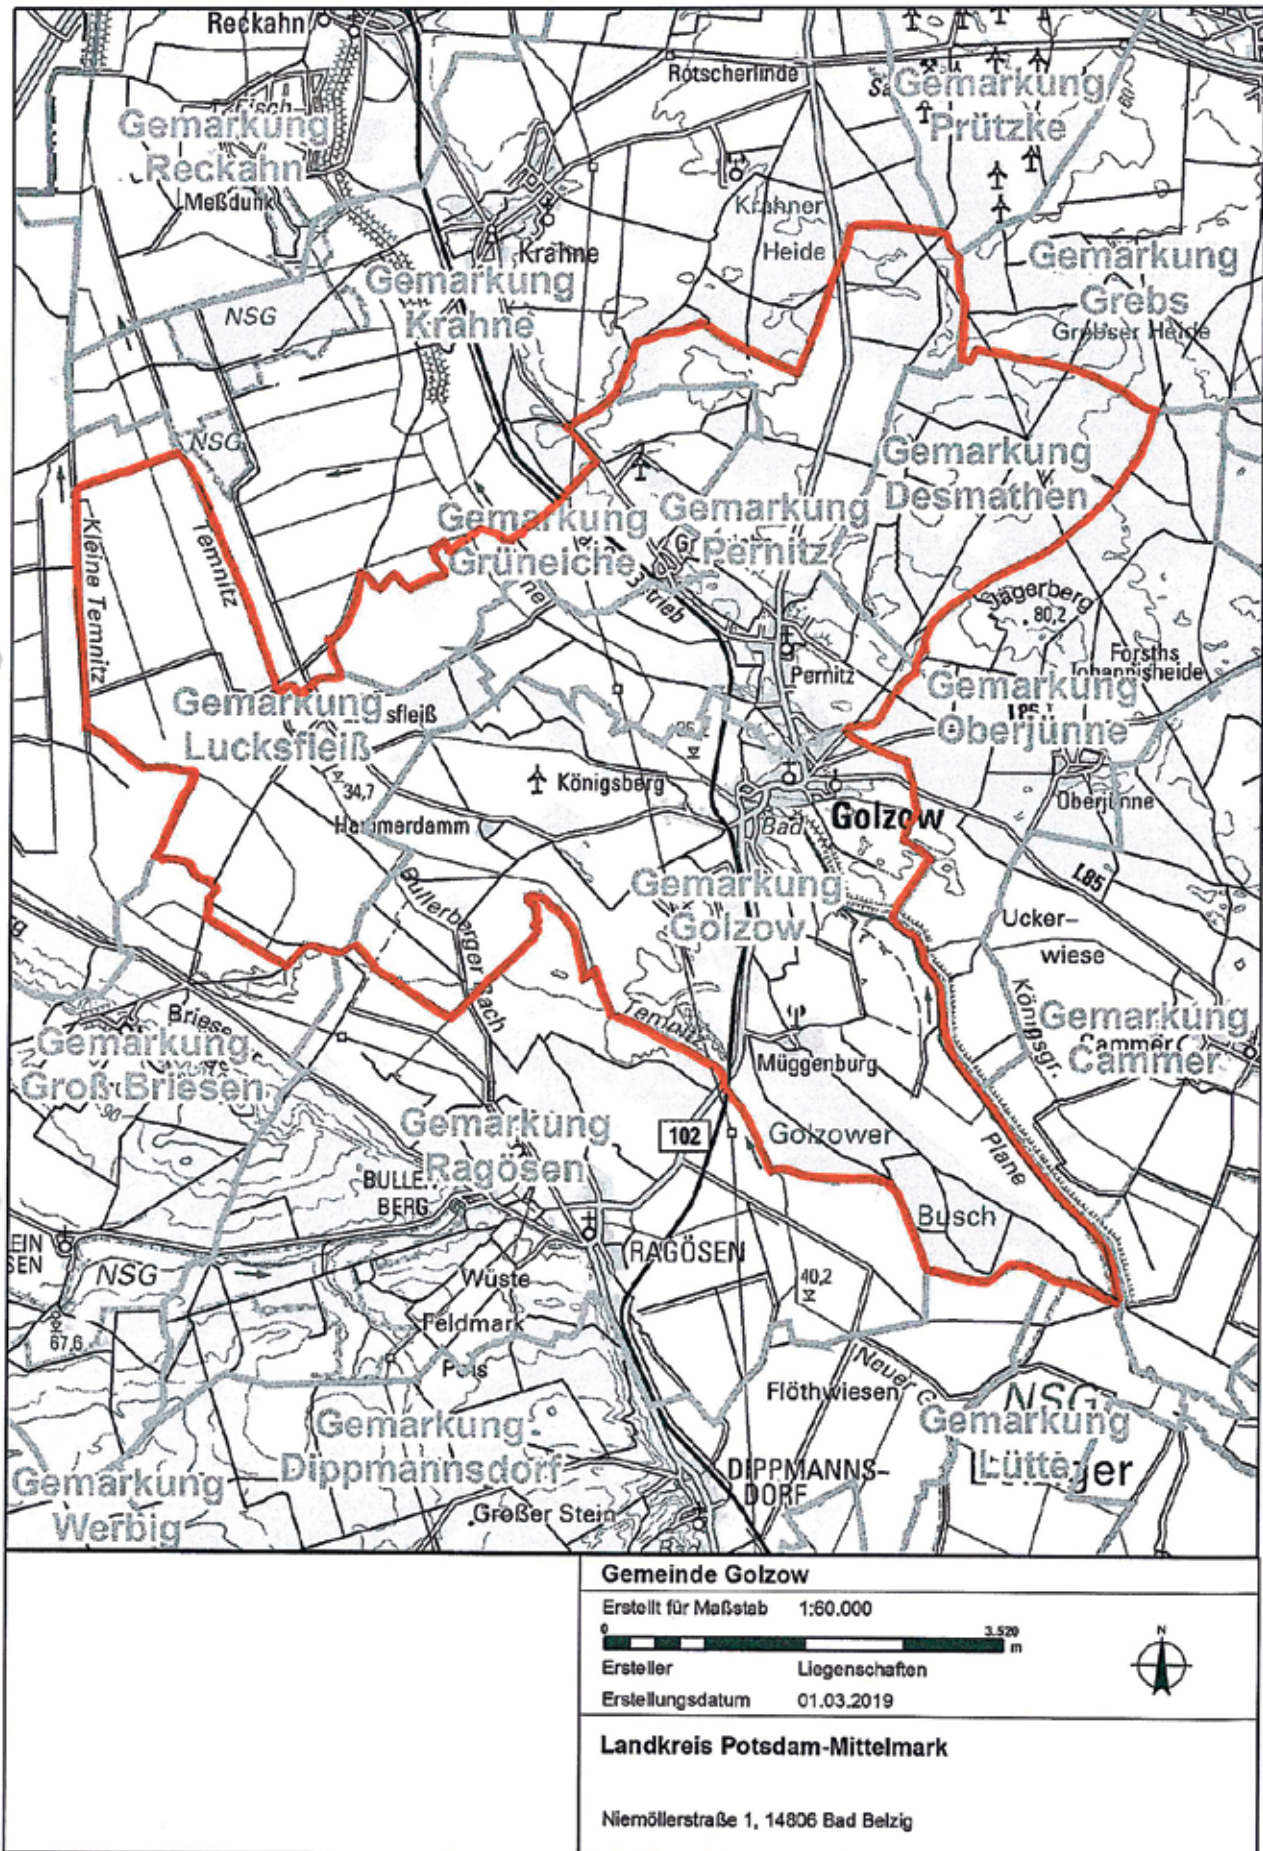 Reckahn
Rotscherlinde
Gemarkung
Prützke
Gemarkung
Reckahn
Meßdunk
Krahner
Heide
Krahne
Gemarkung
Krahne
NSG
Gemarkung
Grebs
Grebser Heide
NSG
Gemarkung
Desmathen
Kleine Temnitz
Temnitz
Gemarkung
Grüneiche
Gemarkung
Pernitz
Jägerberg
80,2
Pernitz
Forsths
Johannisheide
Gemarkung
Oberjünne
Gemarkung
Lucksfleiß
sfleiß
34,7
Königsberg
Hammerdamm
Oberjünne
Golzow
Bad
L85
Gemarkung
Golzow
Bullerberger Bach
Ucker-
wiese
Königsgr.
Temnitz
Müggenburg
Gemarkung
Cammer
Cammer
Gemarkung
Groß Briesen
90
Gemarkung
Ragösen
102
Golzower
Busch
Plane
BULLE
BERG
RAGÖSEN
NSG
Wüste
Feldmark
40,2
67,6
Flöthwiesen
Neuer G
NSG
Gemarkung
Lütte
Gemarkung
Dippmannsdorf
DIPPMANNS-
DORF
Großer Stein
Gemarkung
Werbig
Gemeinde Golzow
Erstellt für Maßstab 1:60.000
0 3.520
m
N
Ersteller Liegenschaften
Erstellungsdatum 01.03.2019
Landkreis Potsdam-Mittelmark
Niemöllerstraße 1, 14806 Bad Belzig